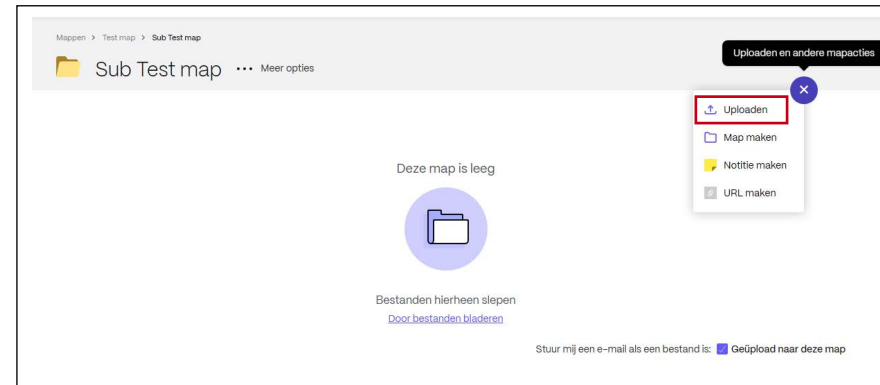 Mappen > Test map > Sub Test map
Sub Test map ••• Meer opties
Uploaden en andere mapacties
Uploaden
Map maken
Notitie maken
URL maken
Deze map is leeg
Bestanden hierheen slepen
Door bestanden bladeren
Stuur mij een e-mail als een bestand is: Geüpload naar deze map